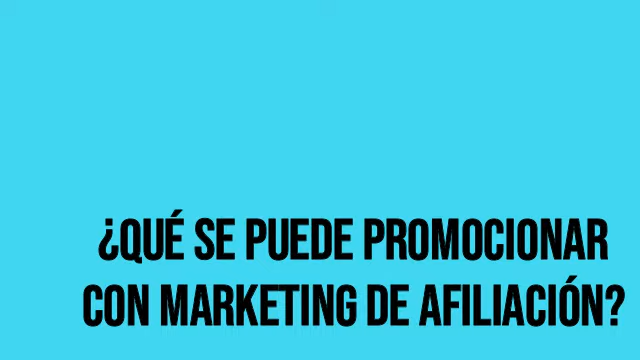 ¿QUÉ SE PUEDE PROMOCIONAR
CON MARKETING DE AFILIACIÓN?